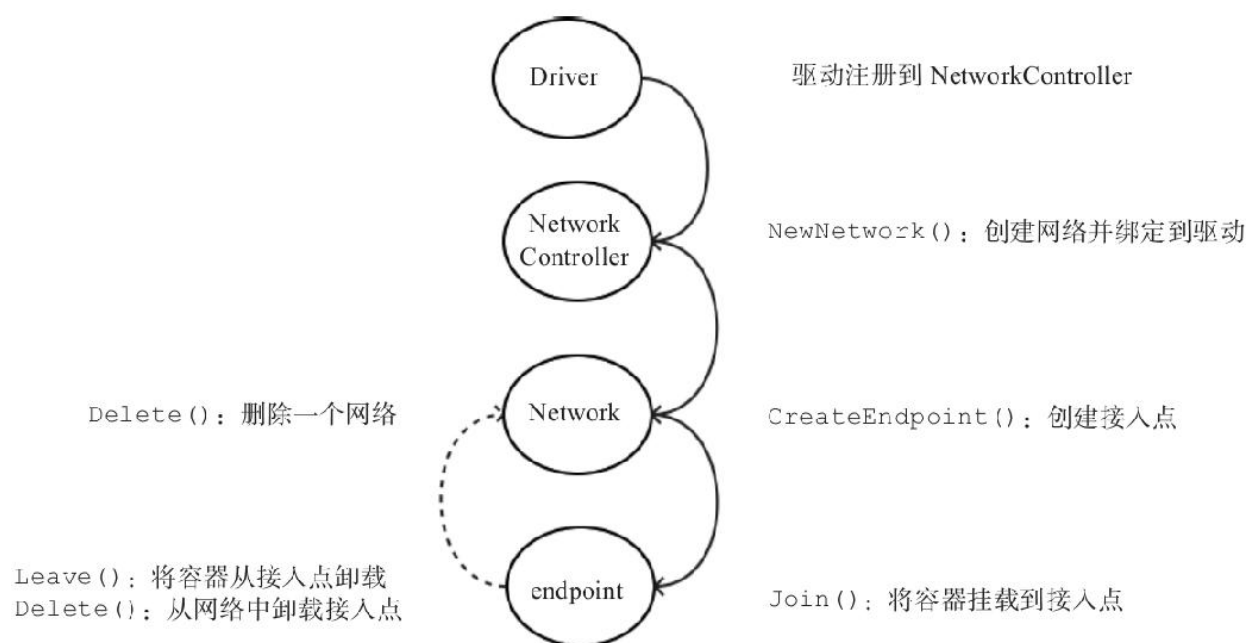 Driver
驱动注册到 NetworkController
Network
Controller
NewNetwork()：创建网络并绑定到驱动
Delete()：删除一个网络
Network
CreateEndpoint()：创建接入点
Leave()：将容器从接入点卸载
Delete()：从网络中卸载接入点
endpoint
Join()：将容器挂载到接入点